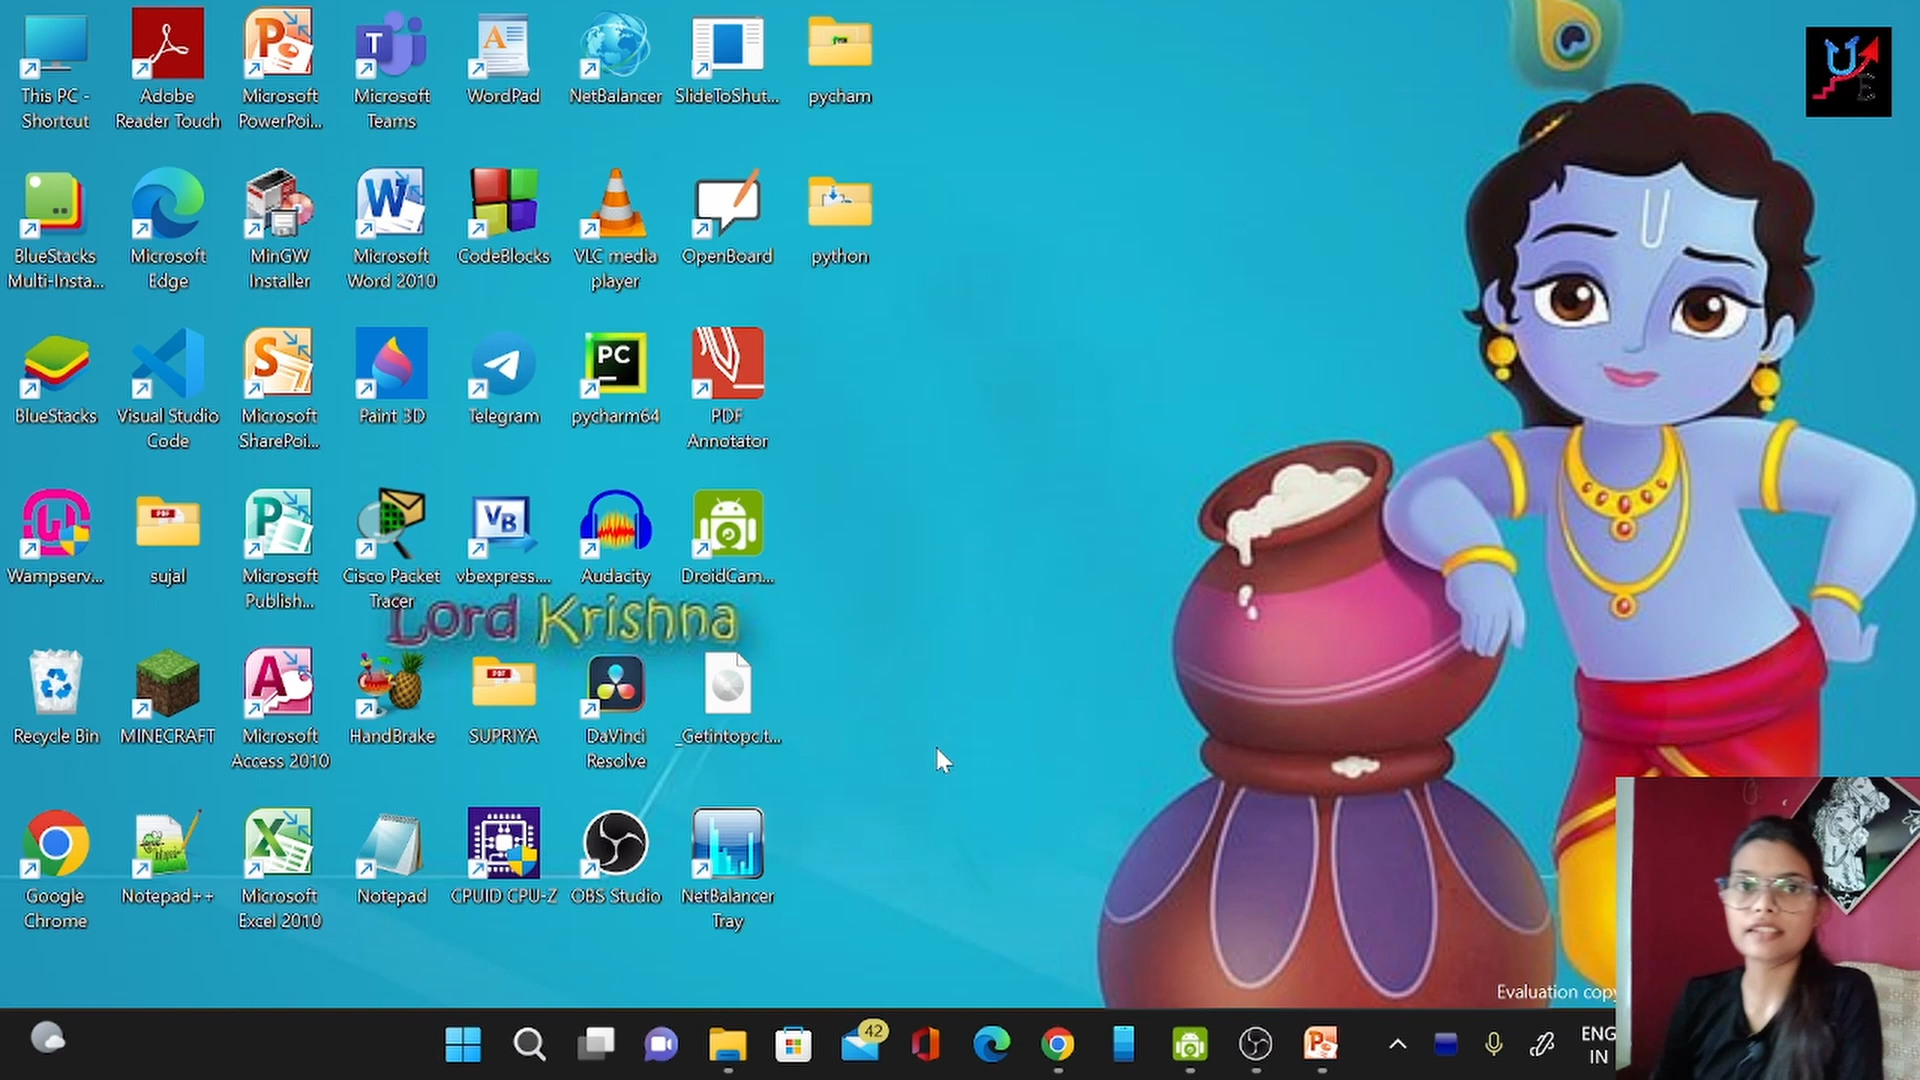 This PC -
Shortcut
Adobe
Reader Touch
Microsoft
PowerPoi...
Microsoft
Teams
WordPad
NetBalancer
SlideToShut...
pycham
BlueStacks
Multi-Insta...
Microsoft
Edge
MinGW
Installer
Microsoft
Word 2010
CodeBlocks
VLC media
player
OpenBoard
python
BlueStacks
Visual Studio
Code
Microsoft
SharePoi...
Paint 3D
Telegram
pycharm64
PDF
Annotator
Wampserv...
sujal
Microsoft
Publish...
Cisco Packet
Tracer
vbexpress....
Audacity
DroidCam...
Lord Krishna
Recycle Bin
MINECRAFT
Microsoft
Access 2010
HandBrake
SUPRIYA
DaVinci
Resolve
_Getintopc.t...
Google
Chrome
Notepad++
Microsoft
Excel 2010
Notepad
CPUID CPU-Z
OBS Studio
NetBalancer
Tray
Evaluation copy
42
ENG
IN